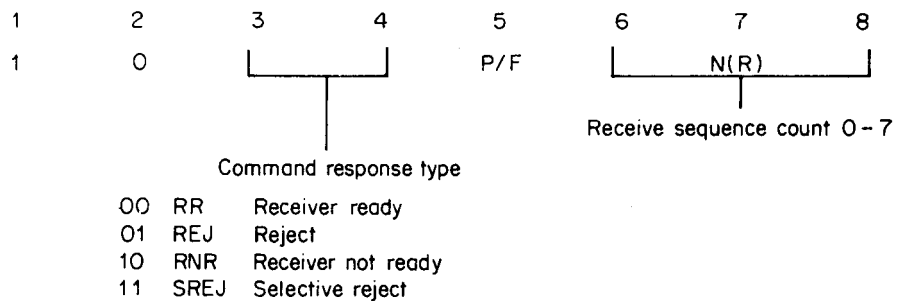 1 2 3 4 5 6 7 8
1 0 P/F N(R)
Receive sequence count 0-7
Command response type
00 RR Receiver ready
01 REJ Reject
10 RNR Receiver not ready
11 SREJ Selective reject